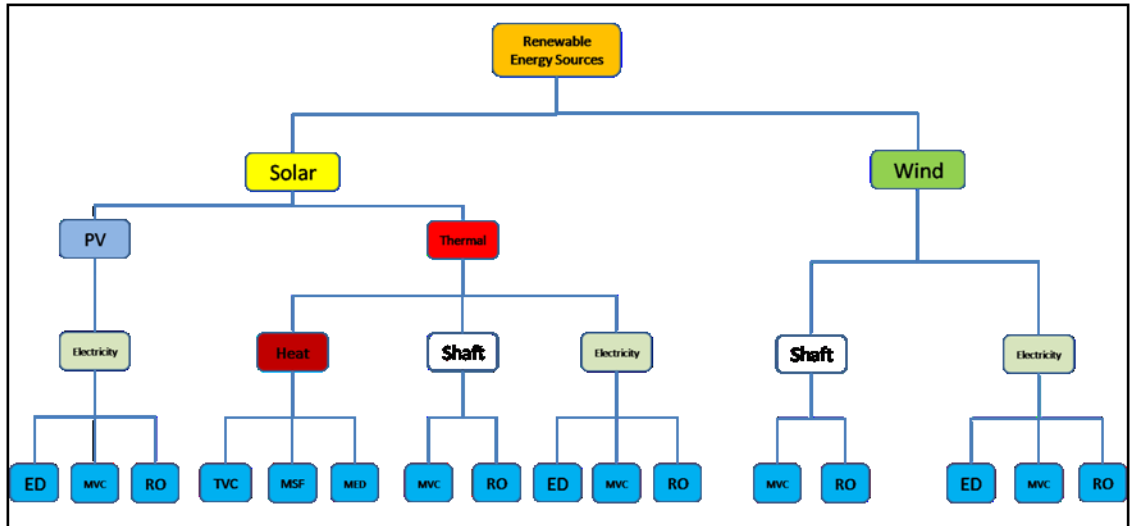 Renewable
Energy Sources
Solar
Wind
PV
Thermal
Electricity
Heat
Shaft
Electricity
Shaft
Electricity
ED
MVC
RO
TVC
MSF
MED
MVC
RO
ED
MVC
RO
MVC
RO
ED
MVC
RO